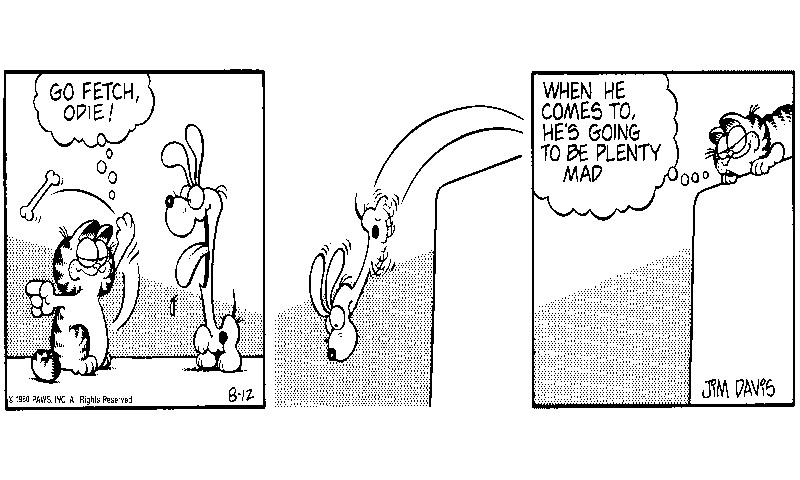 GO FETCH,
ODIE!
© 1980 PAWS, INC. All Rights Reserved
8-12
WHEN HE
COMES TO,
HE'S GOING
TO BE PLENTY
MAD
JIM DAVIS